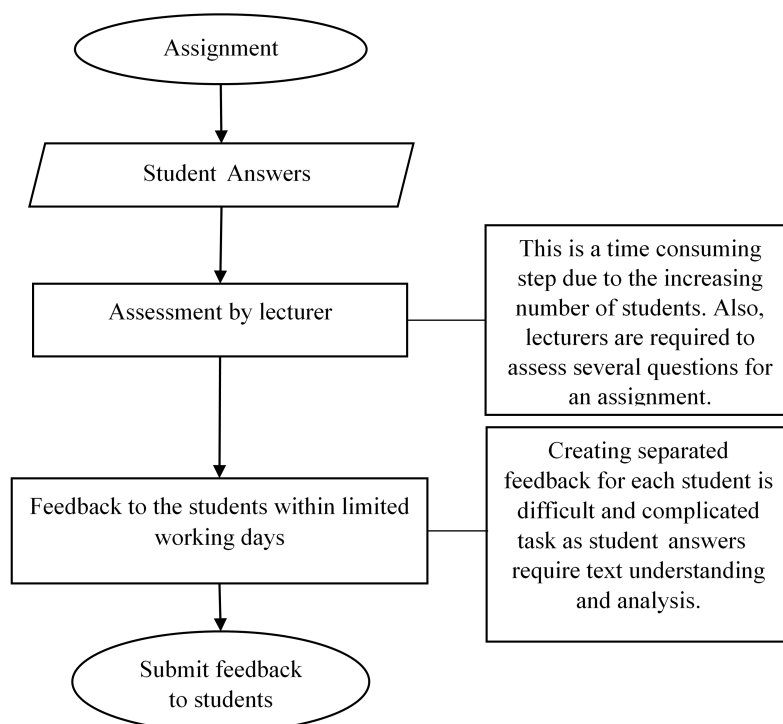 Assignment
Student Answers
Assessment by lecturer
This is a time consuming
step due to the increasing
number of students. Also,
lecturers are required to
assess several questions for
an assignment.
Feedback to the students within limited
working days
Creating separated
feedback for each student is
difficult and complicated
task as student answers
require text understanding
and analysis.
Submit feedback
to students